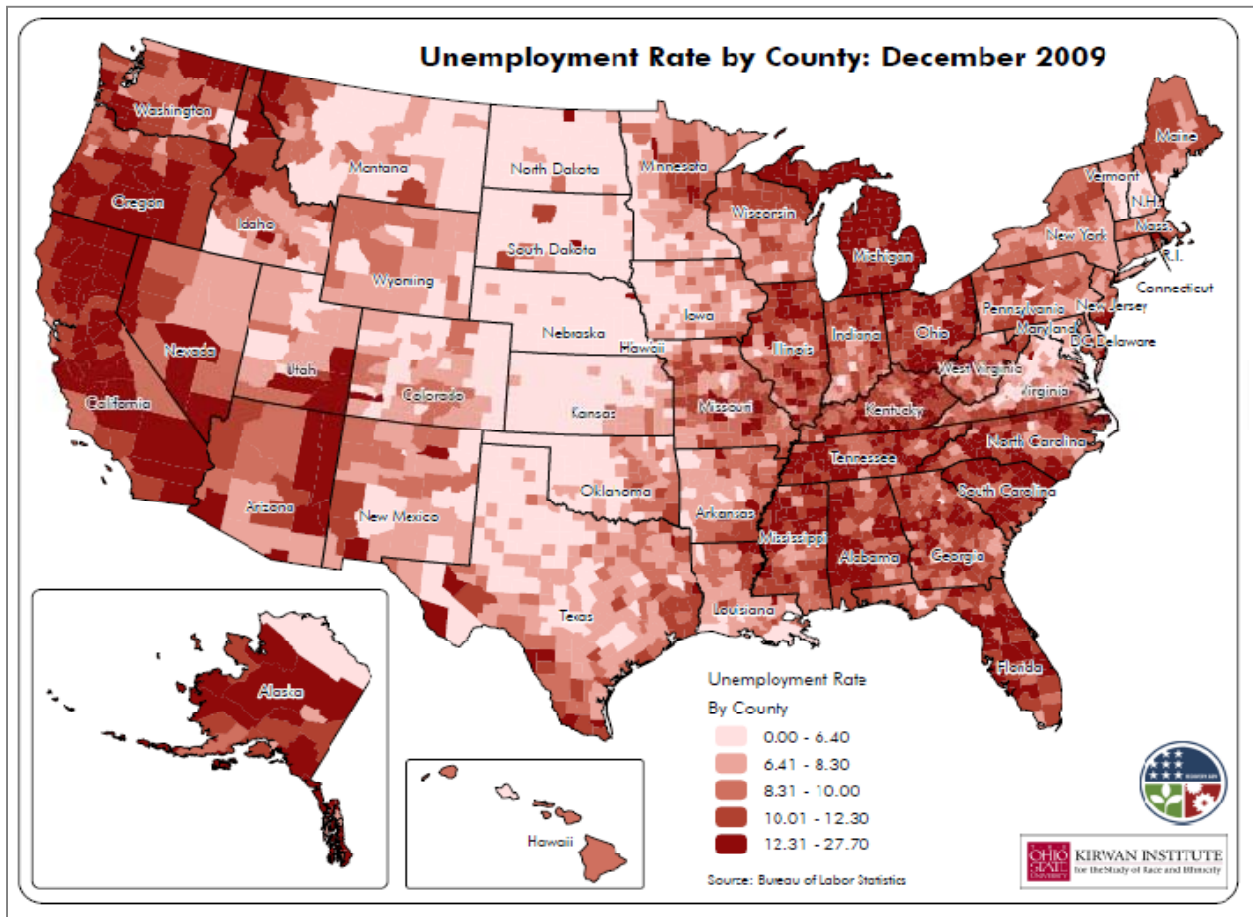 Unemployment Rate by County: December 2009
Washington
Oregon
California
Nevada
Idaho
Montana
Wyoming
Utah
Arizona
Colorado
New Mexico
North Dakota
South Dakota
Nebraska
Kansas
Oklahoma
Texas
Minnesota
Iowa
Hawaii
Missouri
Arkansas
Louisiana
Wisconsin
Illinois
Michigan
Indiana
Ohio
Kentucky
Tennessee
Mississippi
Alabama
Georgia
Florida
South Carolina
North Carolina
Virginia
West Virginia
Maryland
DC
Delaware
Pennsylvania
New Jersey
New York
Connecticut
R.I.
Mass.
Vermont
N.H.
Maine
Alaska
Hawaii
Unemployment Rate
By County
0.00 - 6.40
6.41 - 8.30
8.31 - 10.00
10.01 - 12.30
12.31 - 27.70
Source: Bureau of Labor Statistics
OHIO
STATE
UNIVERSITY
KIRWAN INSTITUTE
for the Study of Race and Ethnicity